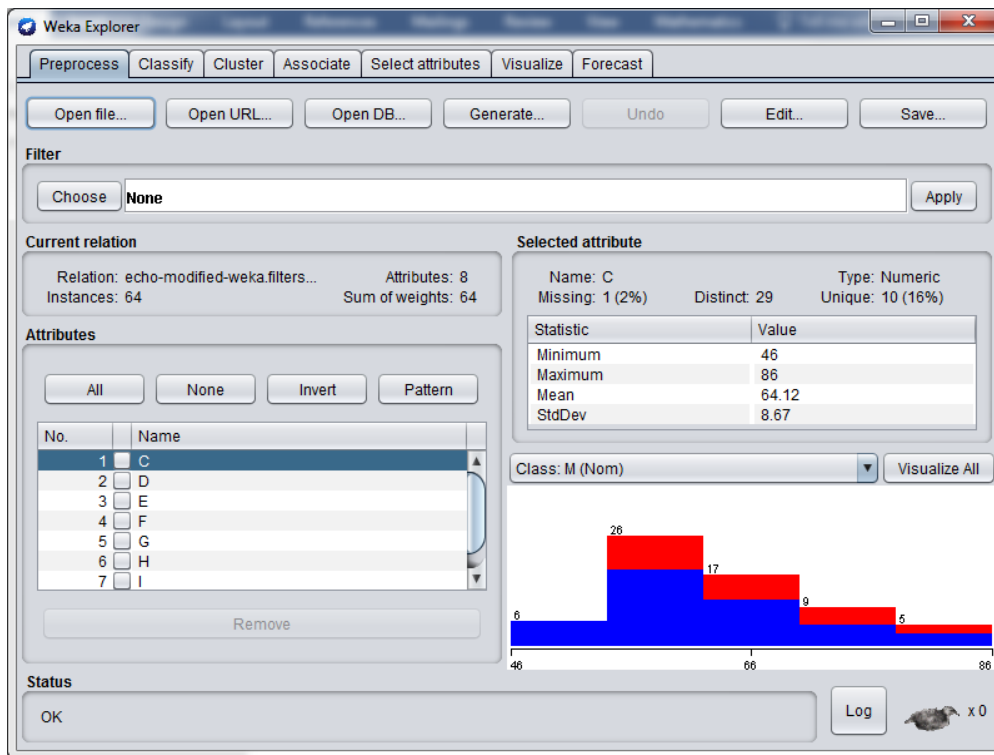 Weka Explorer
Preprocess Classify Cluster Associate Select attributes Visualize Forecast
Open file... Open URL... Open DB... Generate... Undo Edit... Save...
Filter
Choose None Apply
Current relation
Relation: echo-modified-weka.filters... Attributes: 8
Instances: 64 Sum of weights: 64
Attributes
All None Invert Pattern
No. Name
1 C
2 D
3 E
4 F
5 G
6 H
7 I
Remove
Selected attribute
Name: C Type: Numeric
Missing: 1 (2%) Distinct: 29 Unique: 10 (16%)
Statistic Value
Minimum 46
Maximum 86
Mean 64.12
StdDev 8.67
Class: M (Nom) Visualize All
26
17
9
6
5
46 66 86
Status
OK
Log x 0